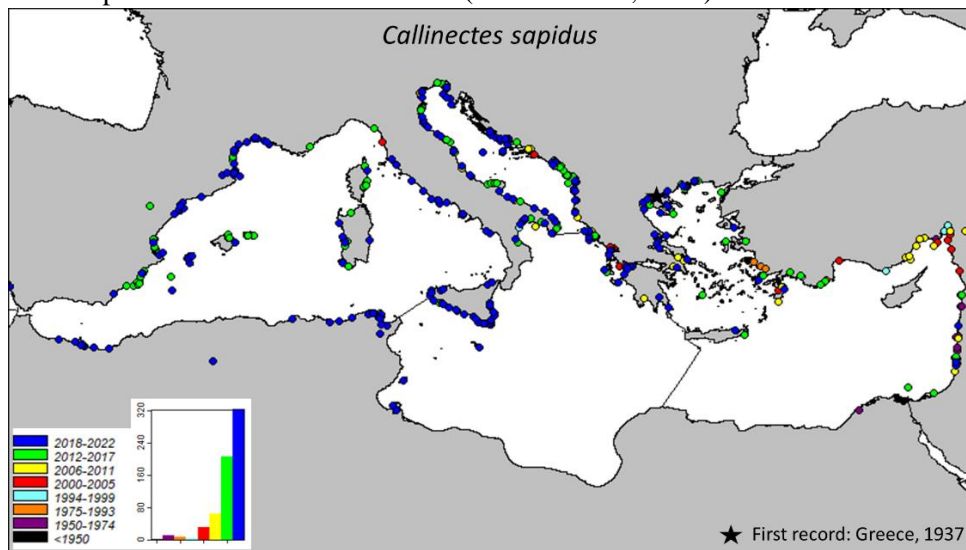 Callinectes sapidus
2018-2022
2012-2017
2006-2011
2000-2005
1994-1999
1975-1993
1950-1974
<1950
0 80 160 240 320
★ First record: Greece, 1937